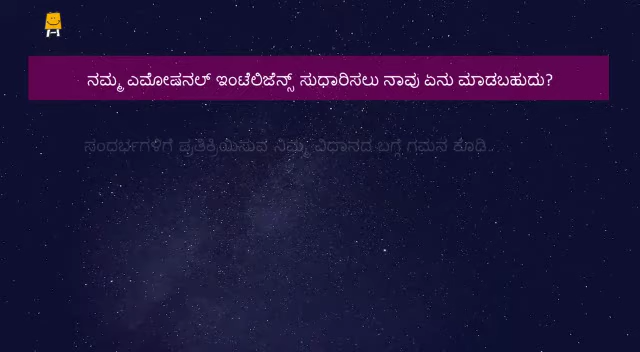 ನಮ್ಮ ಎಮೋಷನಲ್ ಇಂಟೆಲಿಜೆನ್ಸ್ ಸುಧಾರಿಸಲು ನಾವು ಏನು ಮಾಡಬಹುದು?
ಸಂದರ್ಭಗಳಿಗೆ ಪ್ರತಿಕ್ರಿಯಿಸುವ ನಿಮ್ಮ ವಿಧಾನದ ಬಗ್ಗೆ ಗಮನ ಕೊಡಿ..